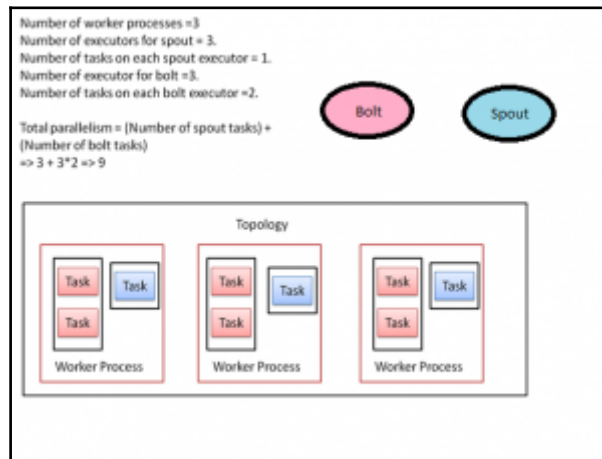 Number of worker processes =3
Number of executors for spout = 3.
Number of tasks on each spout executor = 1.
Number of executor for bolt =3.
Number of tasks on each bolt executor =2.
Total parallelism = (Number of spout tasks) +
(Number of bolt tasks)
=> 3 + 3*2 => 9
Bolt
Spout
Topology
Task
Task
Task
Worker Process
Task
Task
Task
Worker Process
Task
Task
Task
Worker Process